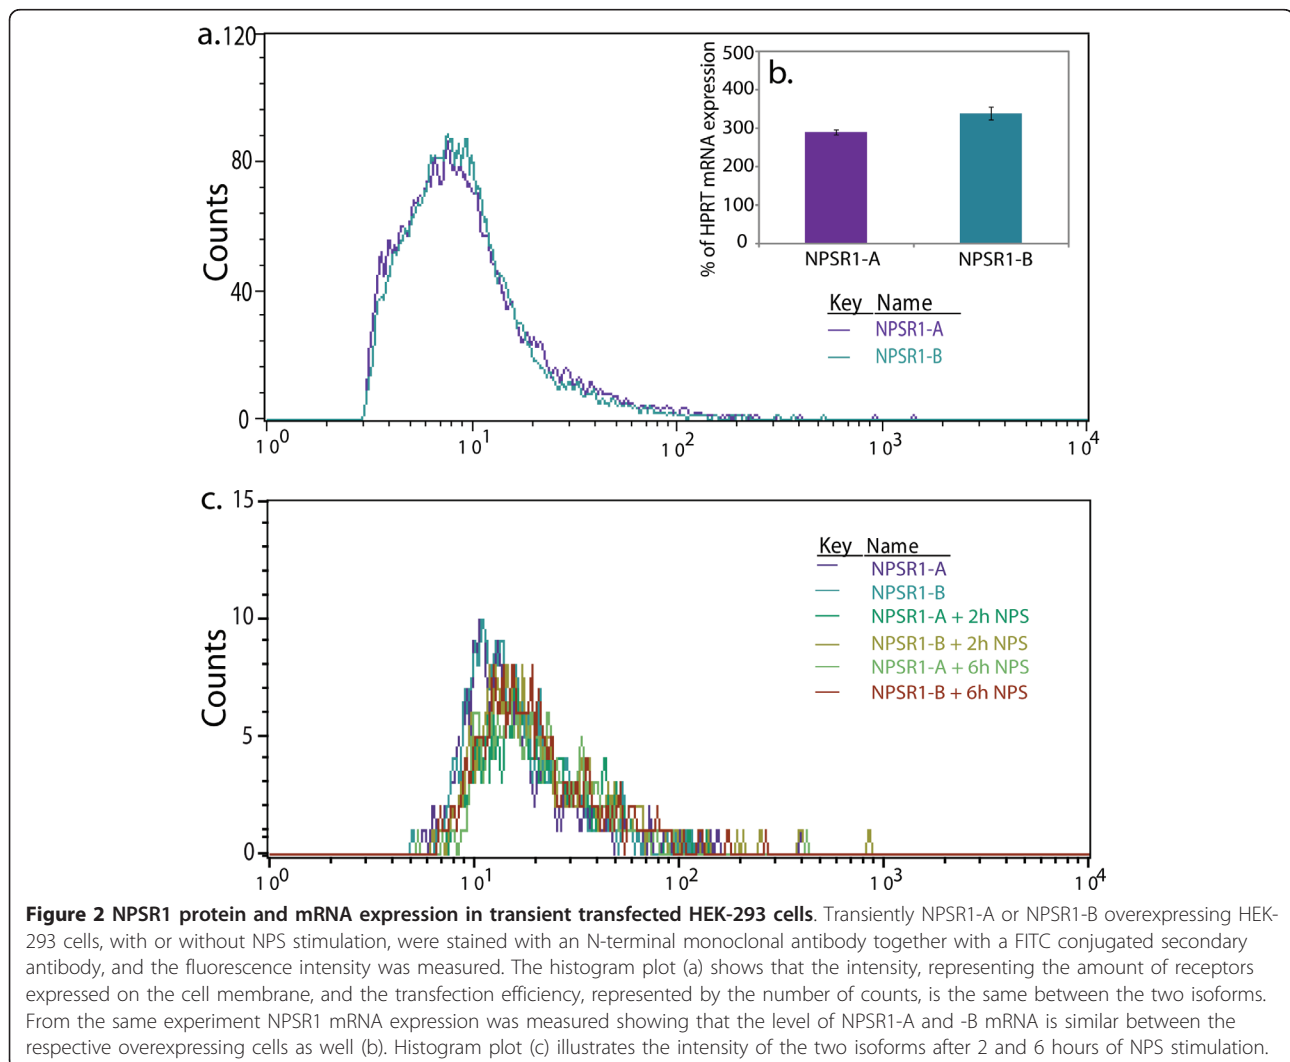 a.
120
80
40
0
Counts
10^0 10^1 10^2 10^3 10^4
b.
500
400
300
200
100
0
% of HPRT mRNA expression
NPSR1-A NPSR1-B
Key Name
NPSR1-A
NPSR1-B
c.
15
10
5
0
Counts
10^0 10^1 10^2 10^3 10^4
Key Name
NPSR1-A
NPSR1-B
NPSR1-A + 2h NPS
NPSR1-B + 2h NPS
NPSR1-A + 6h NPS
NPSR1-B + 6h NPS
Figure 2 NPSR1 protein and mRNA expression in transient transfected HEK-293 cells. Transiently NPSR1-A or NPSR1-B overexpressing HEK-
293 cells, with or without NPS stimulation, were stained with an N-terminal monoclonal antibody together with a FITC conjugated secondary
antibody, and the fluorescence intensity was measured. The histogram plot (a) shows that the intensity, representing the amount of receptors
expressed on the cell membrane, and the transfection efficiency, represented by the number of counts, is the same between the two isoforms.
From the same experiment NPSR1 mRNA expression was measured showing that the level of NPSR1-A and -B mRNA is similar between the
respective overexpressing cells as well (b). Histogram plot (c) illustrates the intensity of the two isoforms after 2 and 6 hours of NPS stimulation.